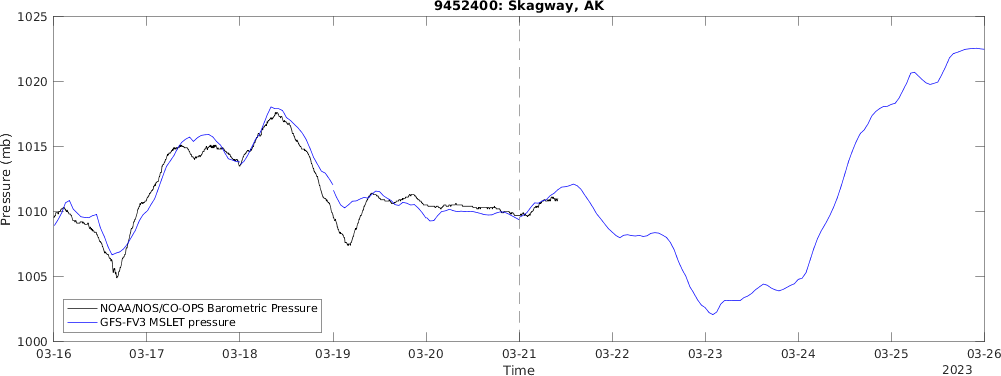 9452400: Skagway, AK
Pressure (mb)
1025
1020
1015
1010
1005
1000
NOAA/NOS/CO-OPS Barometric Pressure
GFS-FV3 MSLET pressure
03-16 03-17 03-18 03-19 03-20 03-21 03-22 03-23 03-24 03-25 03-26
Time
2023